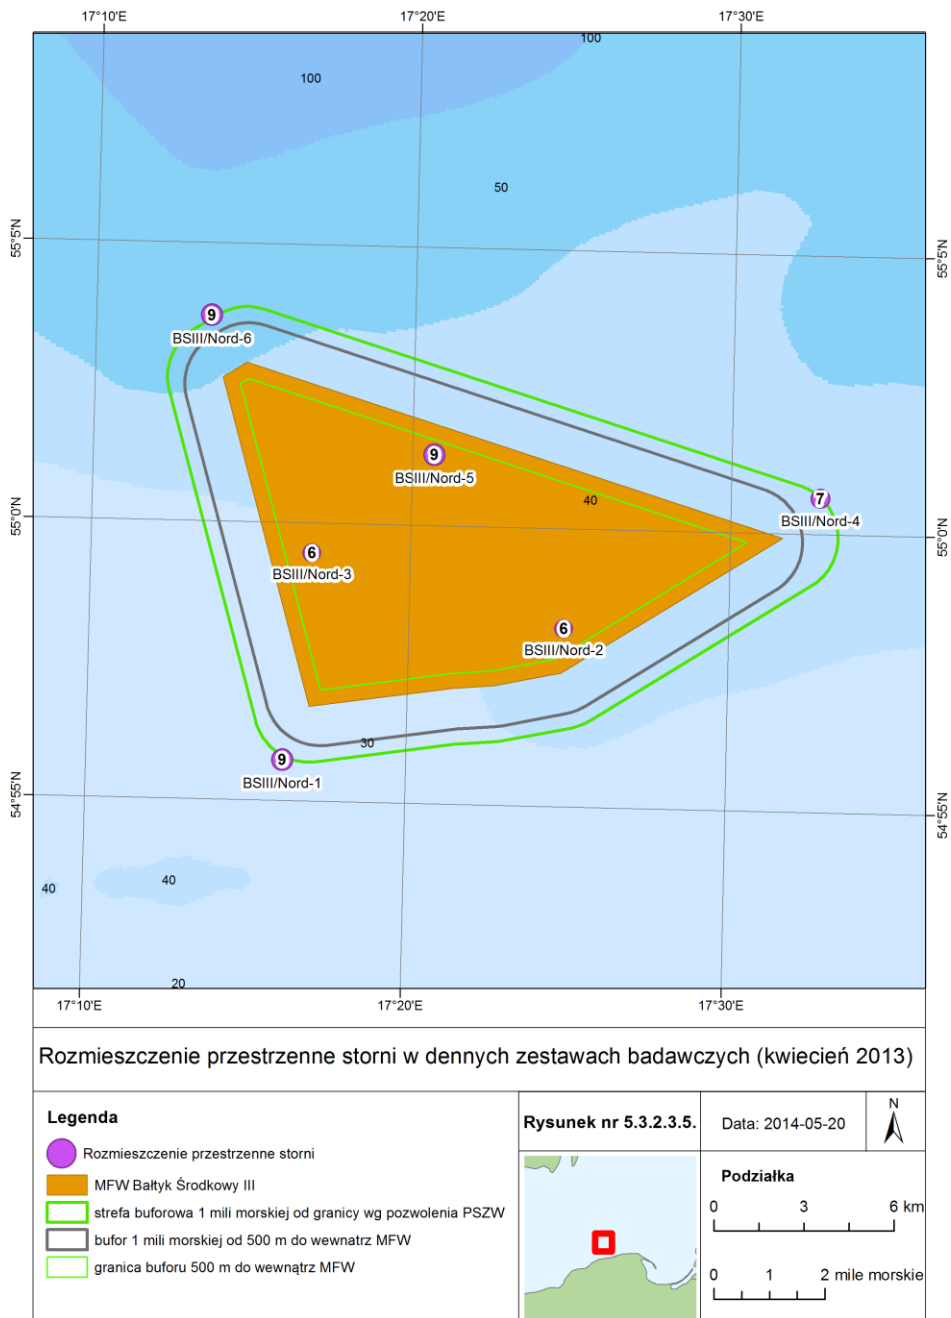 17°10'E
17°20'E
17°30'E
100
100
50
55°5'N
55°5'N
9
BSIII/Nord-6
9
BSIII/Nord-5
40
7
BSIII/Nord-4
55°0'N
55°0'N
6
BSIII/Nord-3
6
BSIII/Nord-2
30
9
BSIII/Nord-1
54°55'N
54°55'N
40
40
20
17°10'E
17°20'E
17°30'E
Rozmieszczenie przestrzenne storni w dennych zestawach badawczych (kwiecień 2013)
Legenda
Rozmieszczenie przestrzenne storni
MFW Bałtyk Środkowy III
strefa buforowa 1 mili morskiej od granicy wg pozwolenia PSZW
bufor 1 mili morskiej od 500 m do wewnatrz MFW
granica buforu 500 m do wewnątrz MFW
Rysunek nr 5.3.2.3.5.
Data: 2014-05-20
N
Podziałka
0 3 6 km
0 1 2 mile morskie